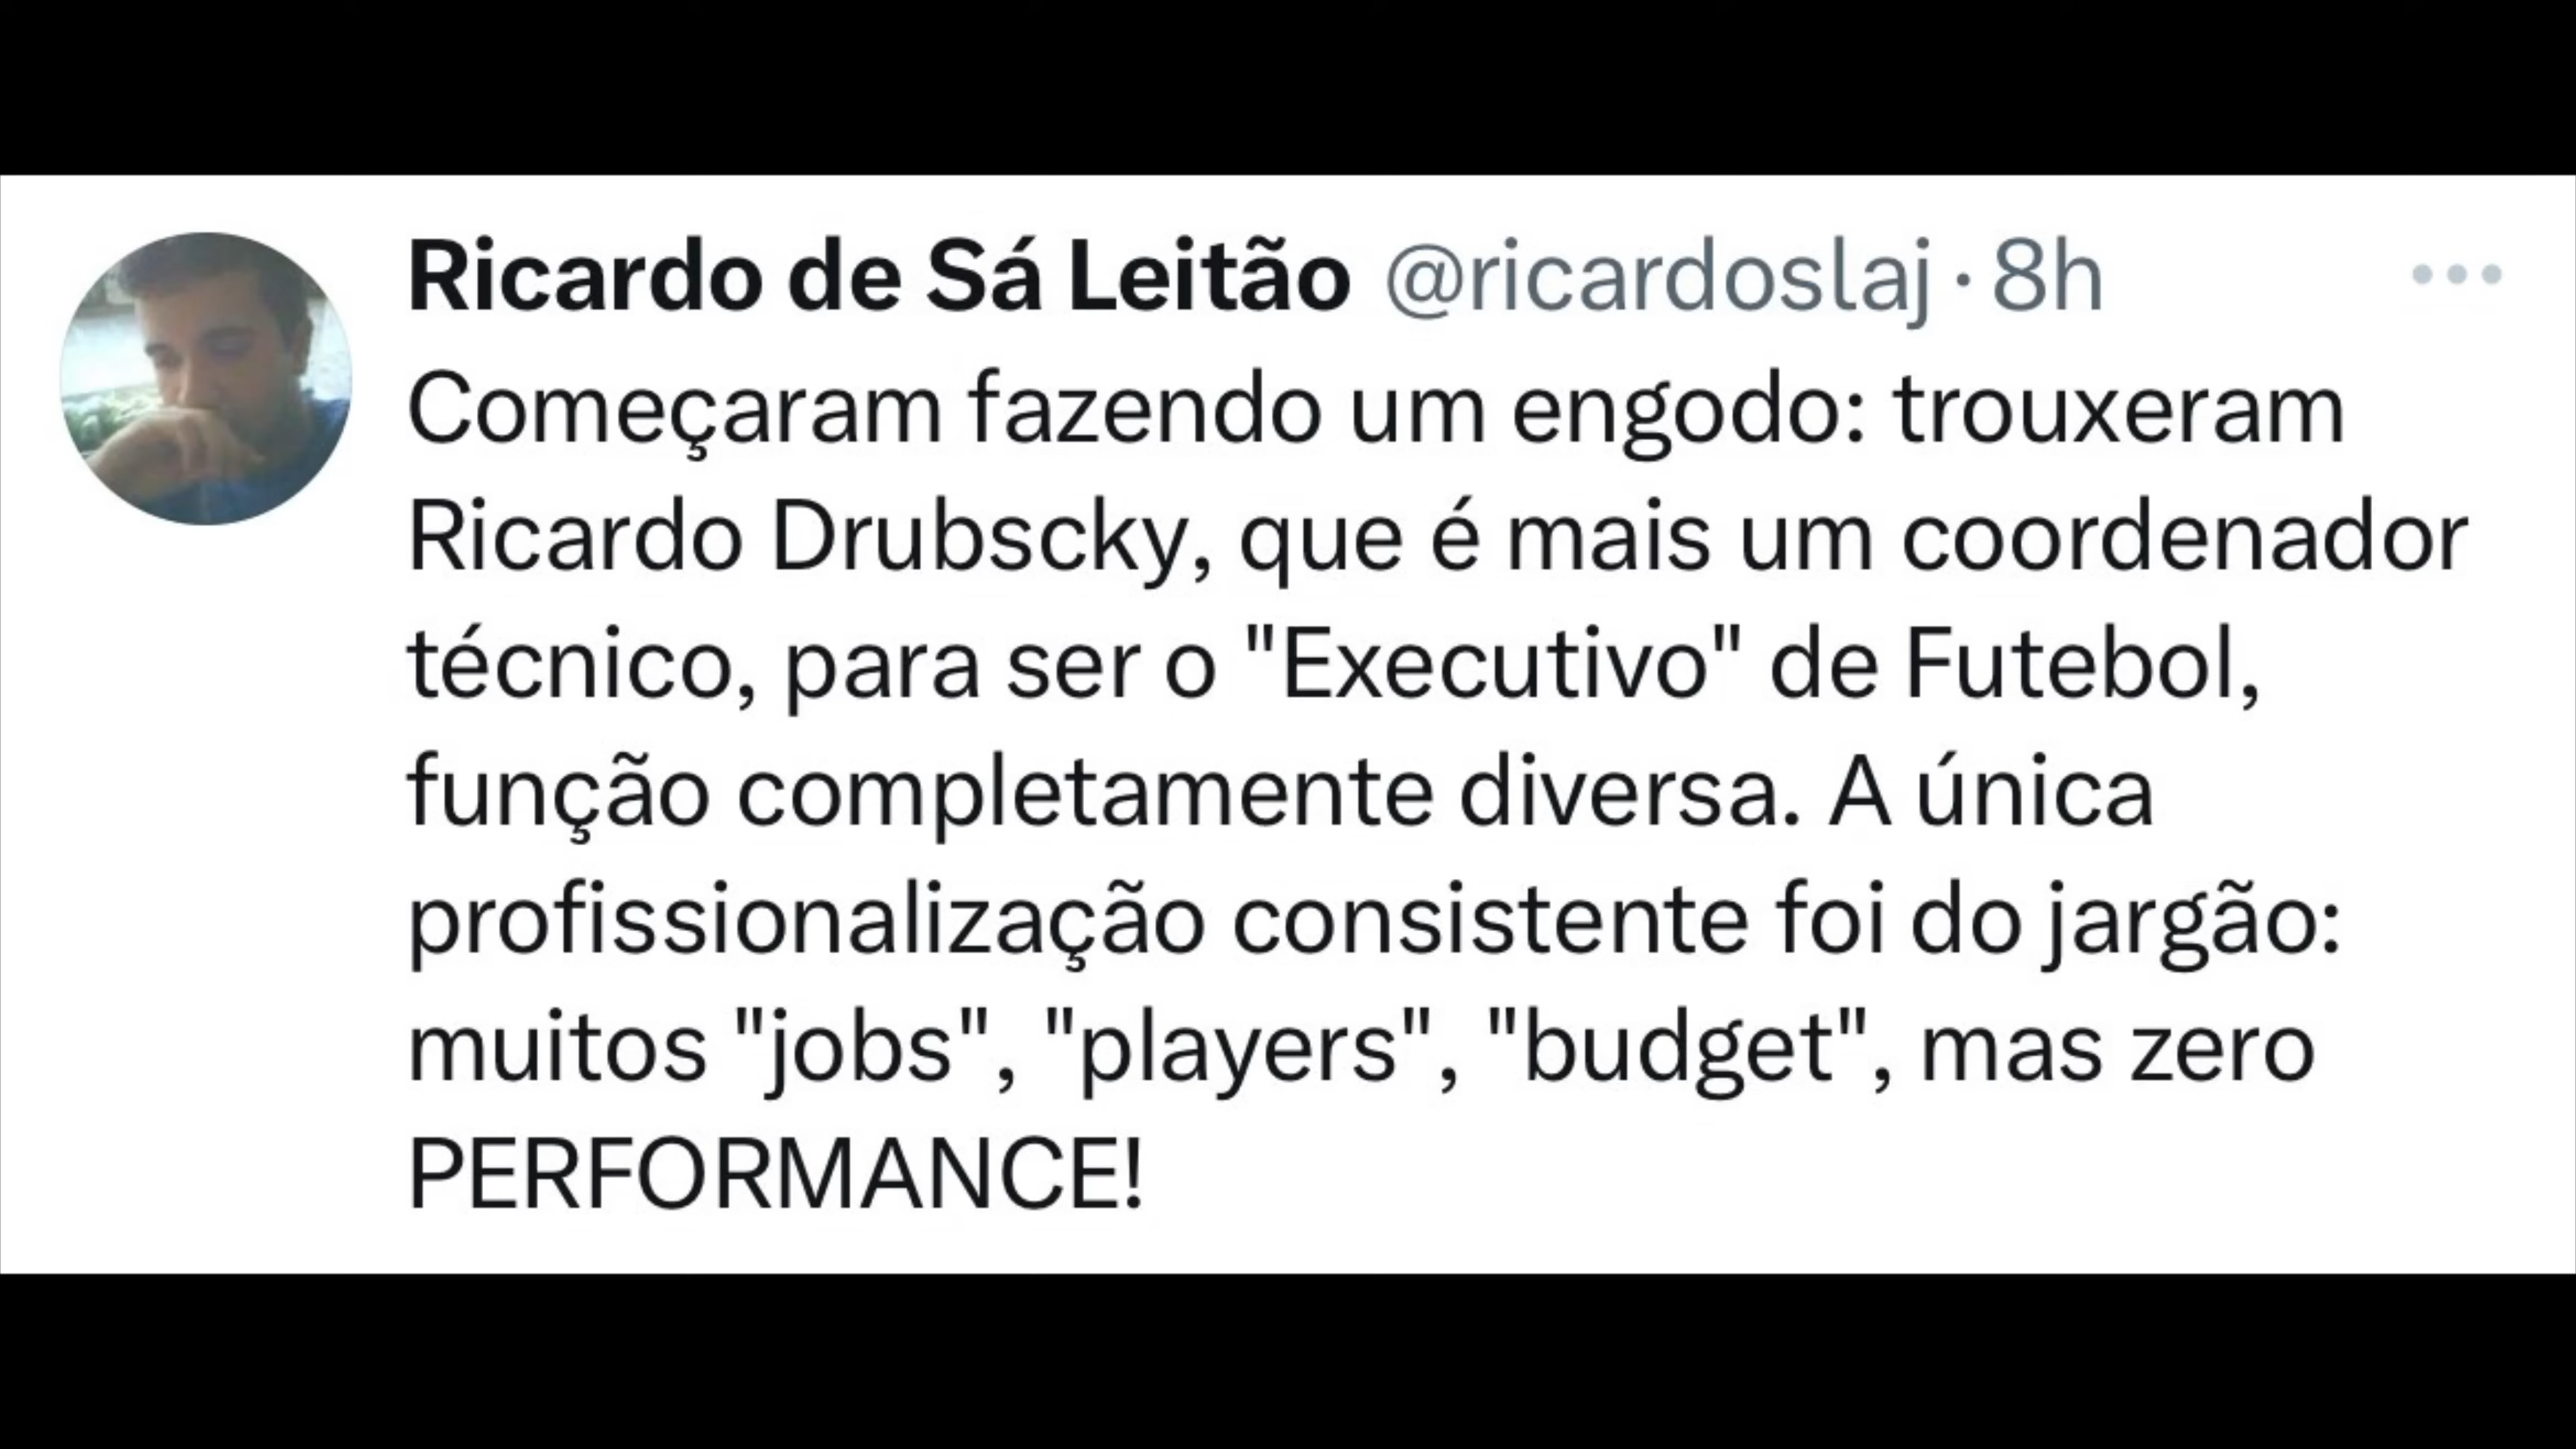 Ricardo de Sá Leitão @ricardoslaj · 8h
Começaram fazendo um engodo: trouxeram
Ricardo Drubscky, que é mais um coordenador
técnico, para ser o "Executivo" de Futebol,
função completamente diversa. A única
profissionalização consistente foi do jargão:
muitos "jobs", "players", "budget", mas zero
PERFORMANCE!